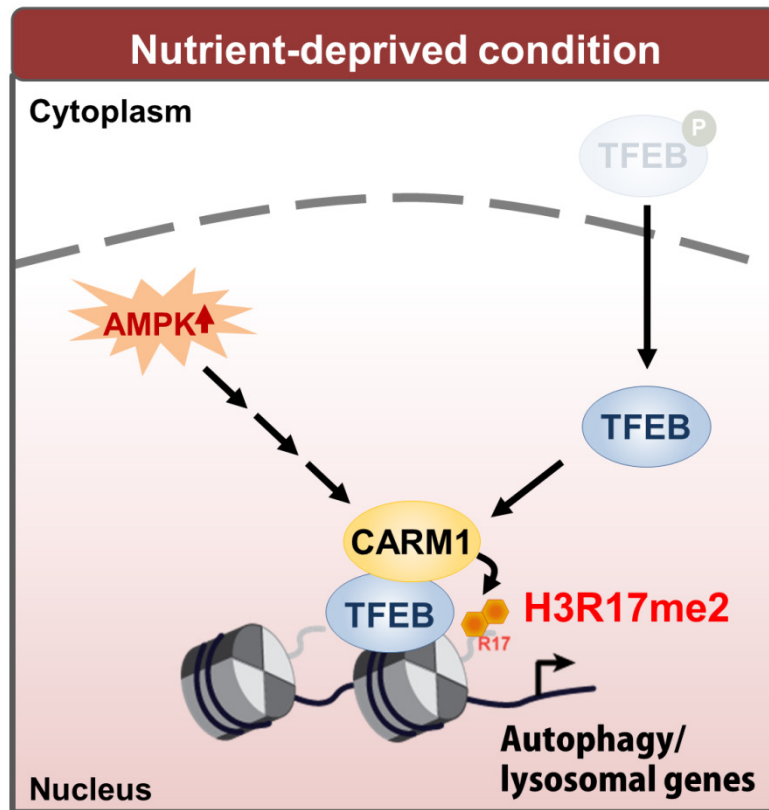 Nutrient-deprived condition
Cytoplasm
P
TFEB
AMPK
TFEB
CARM1
TFEB
H3R17me2
R17
Autophagy/
lysosomal genes
Nucleus